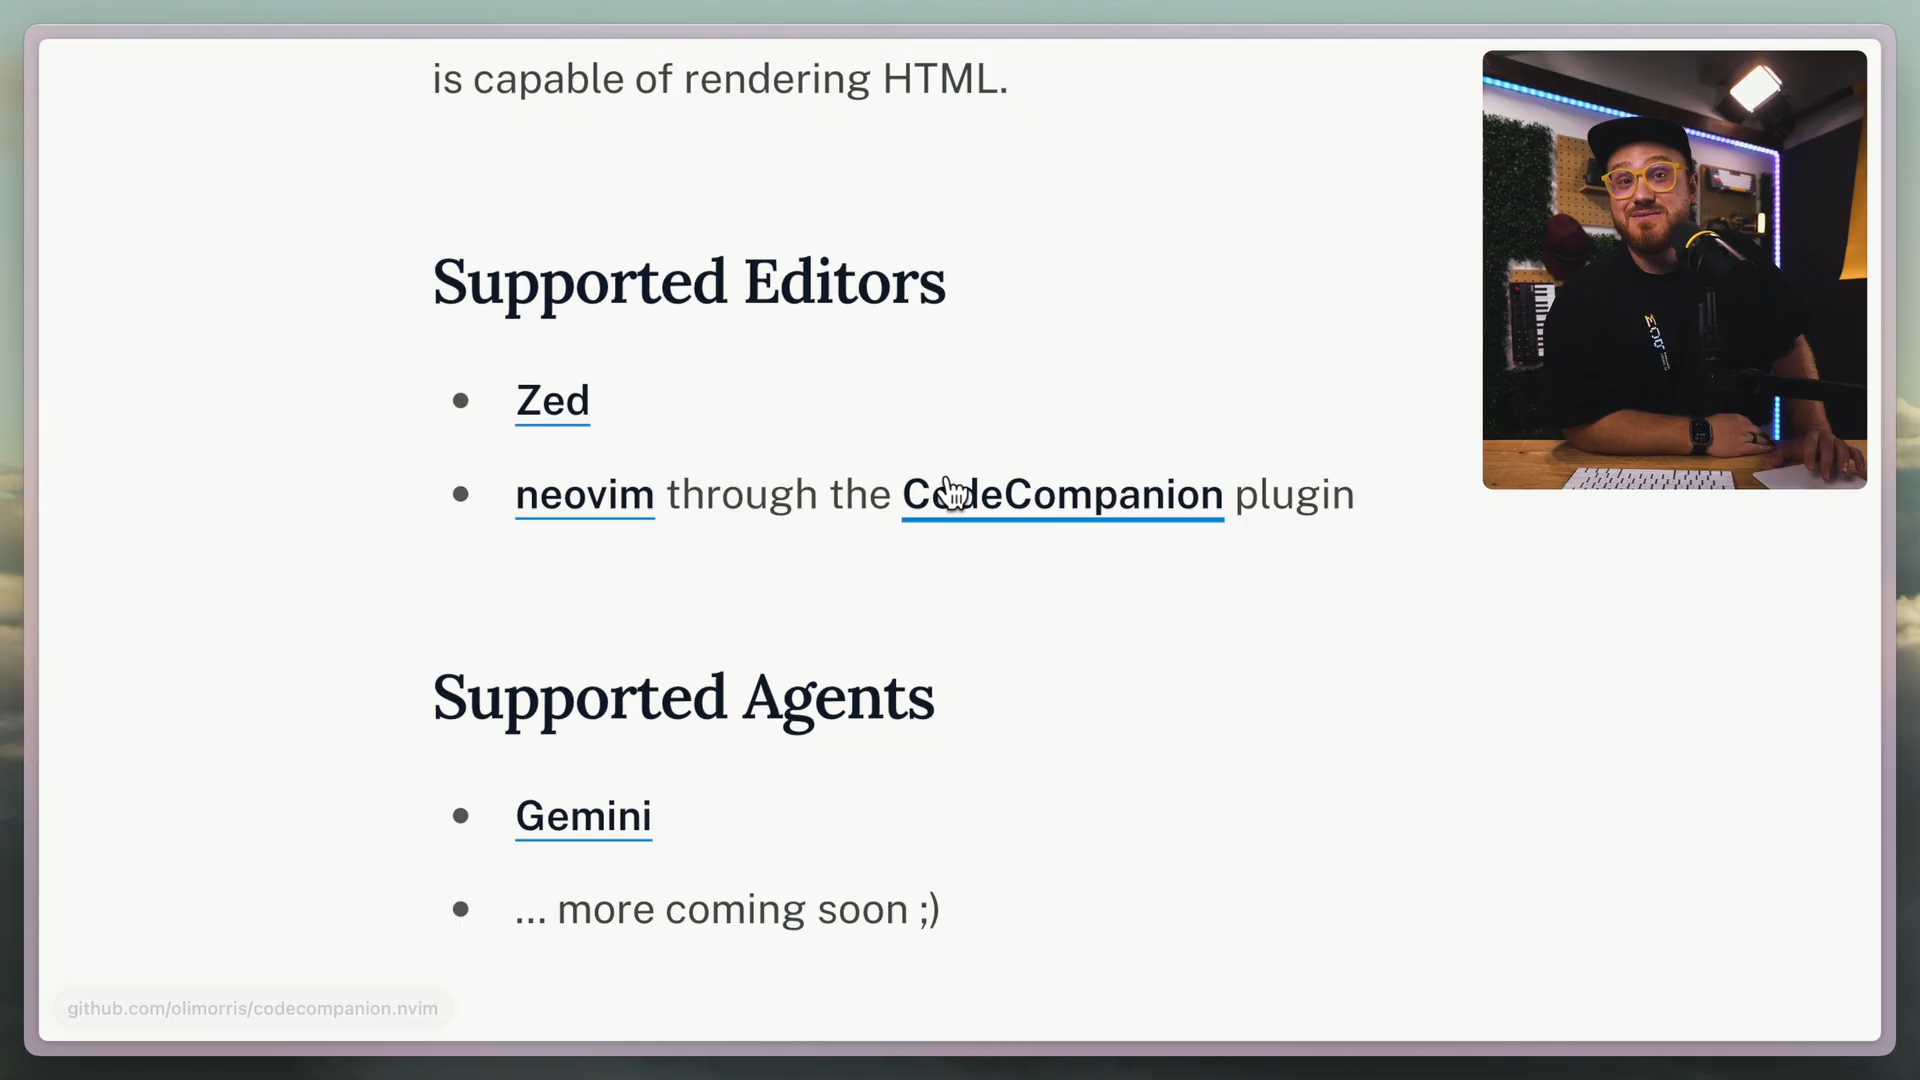 is capable of rendering HTML.
Supported Editors
• Zed
• neovim through the CodeCompanion plugin
Supported Agents
• Gemini
• ... more coming soon ;)
github.com/olimorris/codecompanion.nvim